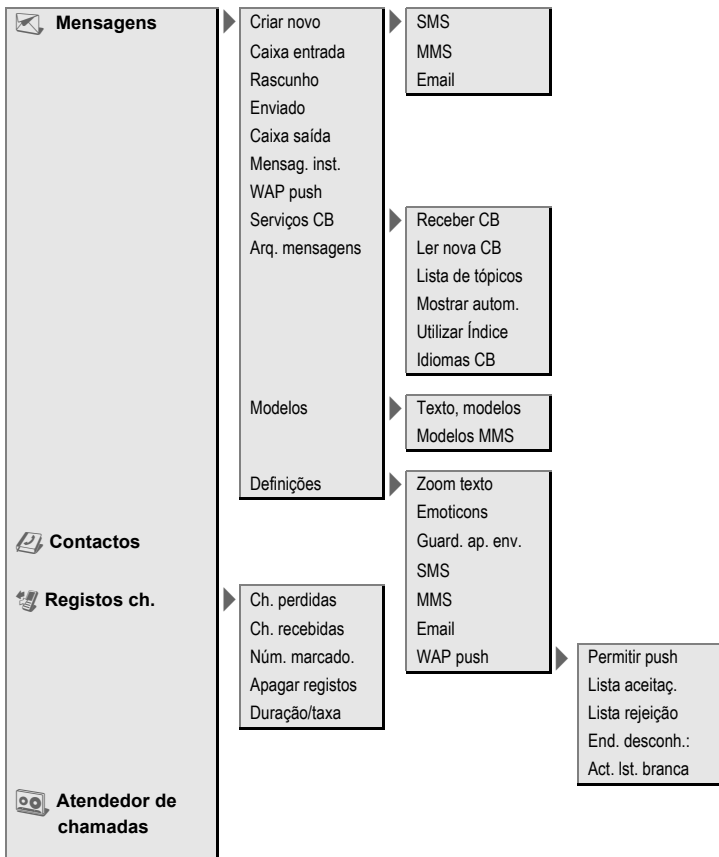 Mensagens
Criar novo
SMS
Caixa entrada
MMS
Rascunho
Email
Enviado
Caixa saída
Mensag. inst.
WAP push
Serviços CB
Receber CB
Arq. mensagens
Ler nova CB
Lista de tópicos
Mostrar autom.
Utilizar Índice
Idiomas CB
Modelos
Texto, modelos
Modelos MMS
Definições
Zoom texto
Emoticons
Guard. ap. env.
SMS
MMS
Email
WAP push
Permitir push
Lista aceitaç.
Lista rejeição
End. desconh.:
Act. lst. branca
Contactos
Registos ch.
Ch. perdidas
Ch. recebidas
Núm. marcado.
Apagar registos
Duração/taxa
Atendedor de
chamadas